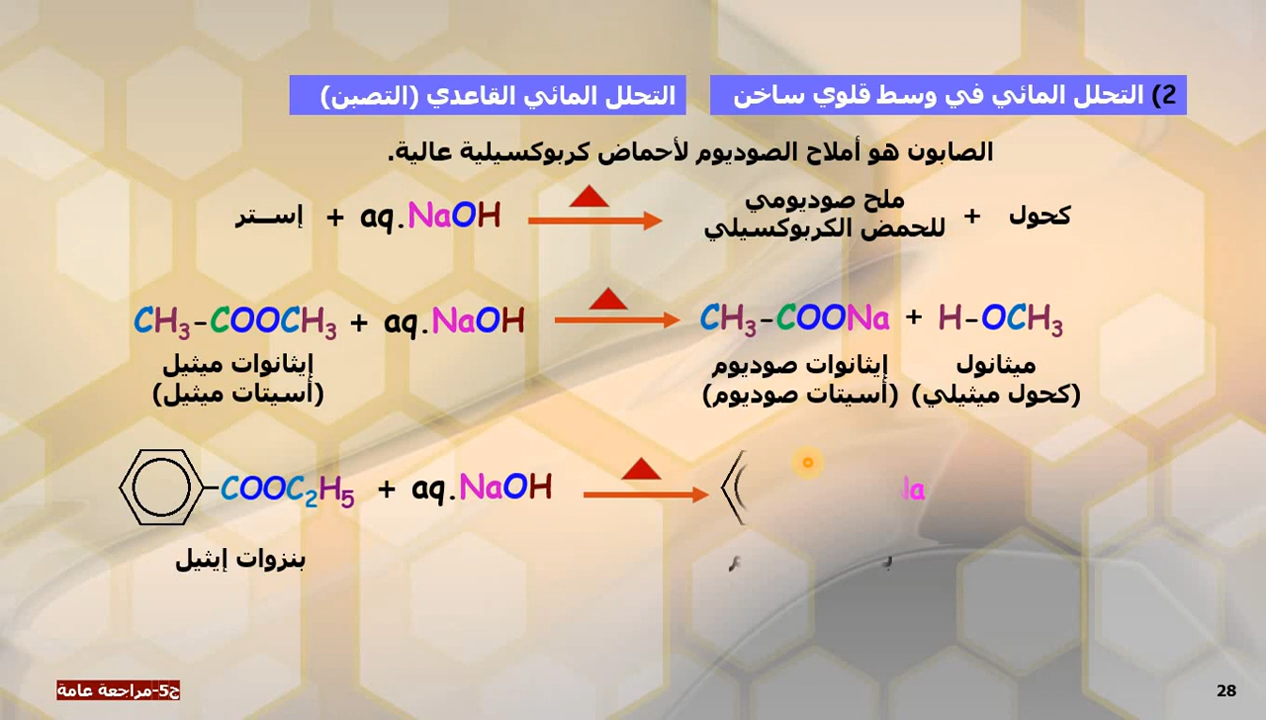 2) التحلل المائي في وسط قلوي ساخن
التحلل المائي القاعدي (التصبن)
الصابون هو أملاح الصوديوم لأحماض كربوكسيلية عالية.
إستر + aq.NaOH ملح صوديومي للحمض الكربوكسيلي + كحول
CH3-COOCH3 + aq.NaOH CH3-COONa + H-OCH3
إيثانوات ميثيل
(أسيتات ميثيل)
إيثانوات صوديوم
(أسيتات صوديوم)
ميثانول
(كحول ميثيلي)
COOC2H5 + aq.NaOH
بنزوات إيثيل
ج5-مراجعة عامة
28